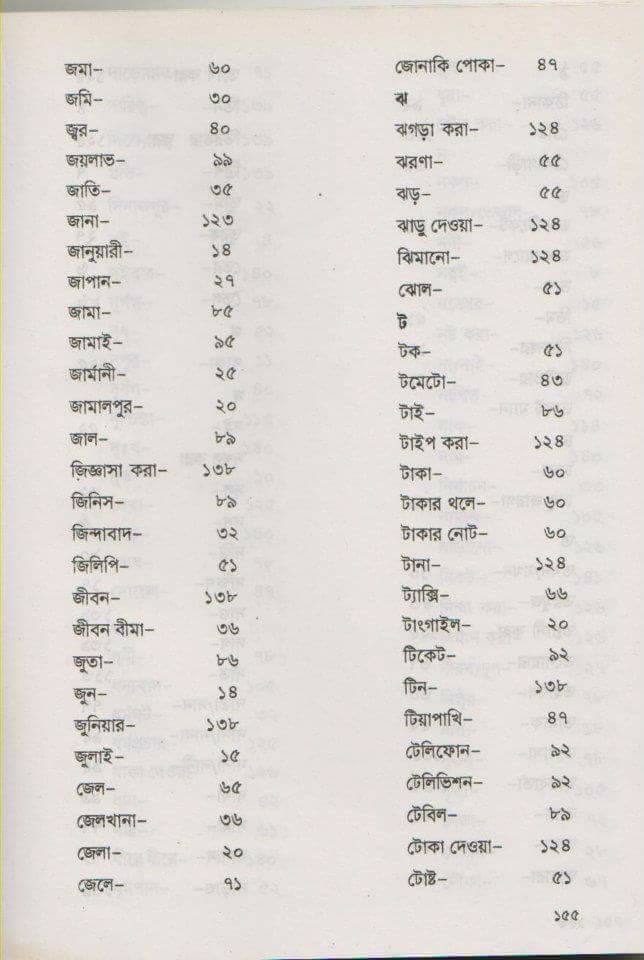 জমা– ৬০
জমি– ৩০
জ্বর– ৪০
জয়লাভ– ৯৯
জাতি– ৩৫
জানা– ১২৩
জানুয়ারী– ১৪
জাপান– ২৭
জামা– ৮৫
জামাই– ৯৫
জার্মানী– ২৫
জামালপুর– ২০
জাল– ৮৯
জিজ্ঞাসা করা– ১৩৮
জিনিস– ৮৯
জিন্দাবাদ– ৩২
জিলিপি– ৫১
জীবন– ১৩৮
জীবন বীমা– ৩৬
জুতা– ৮৬
জুন– ১৪
জুনিয়ার– ১৩৮
জুলাই– ১৫
জেল– ৬৫
জেলখানা– ৩৬
জেলা– ২০
জেলে– ৭১
জোনাকি পোকা– ৪৭
ঝ
ঝগড়া করা– ১২৪
ঝরণা– ৫৫
ঝড়– ৫৫
ঝাড়ু দেওয়া– ১২৪
ঝিমানো– ১২৪
ঝোল– ৫১
ট
টক– ৫১
টমেটো– ৪৩
টাই– ৮৬
টাইপ করা– ১২৪
টাকা– ৬০
টাকার থলে– ৬০
টাকার নোট– ৬০
টানা– ১২৪
ট্যাক্সি– ৬৬
টাংগাইল– ২০
টিকেট– ৯২
টিন– ১৩৮
টিয়াপাখি– ৪৭
টেলিফোন– ৯২
টেলিভিশন– ৯২
টেবিল– ৮৯
টোকা দেওয়া– ১২৪
টোষ্ট– ৫১
১৫৫